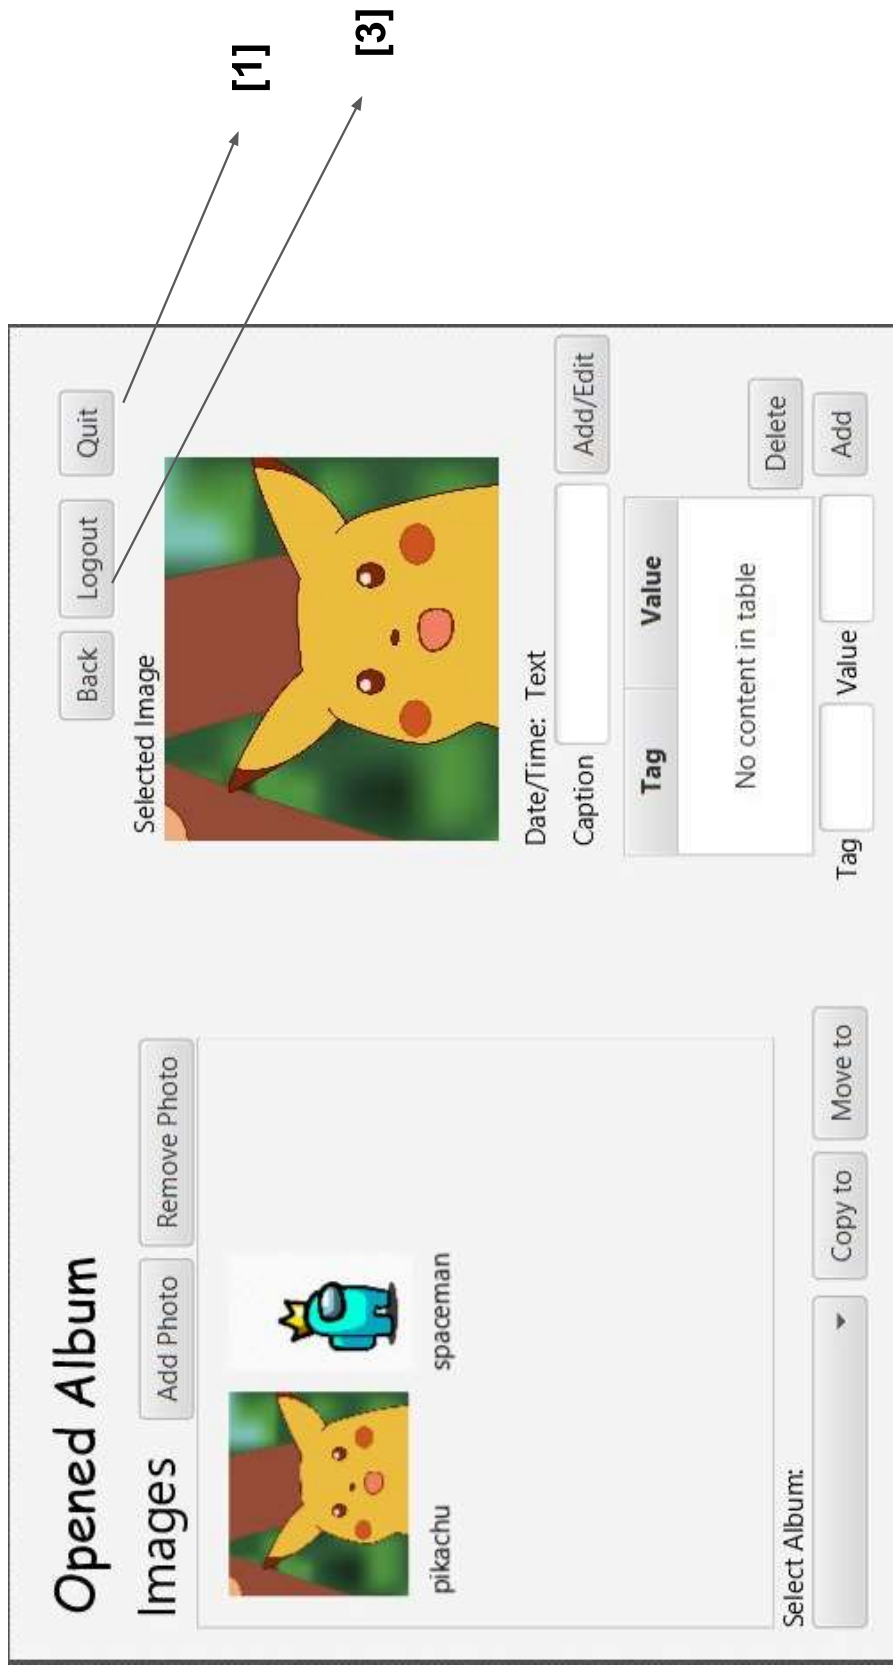 Opened Album
Back Logout Quit
Images Add Photo Remove Photo
Selected Image
pikachu spaceman
Date/Time: Text
Caption Add/Edit
Tag Value
No content in table
Delete
Select Album:
Copy to Move to
Tag Value Add
[1]
[3]